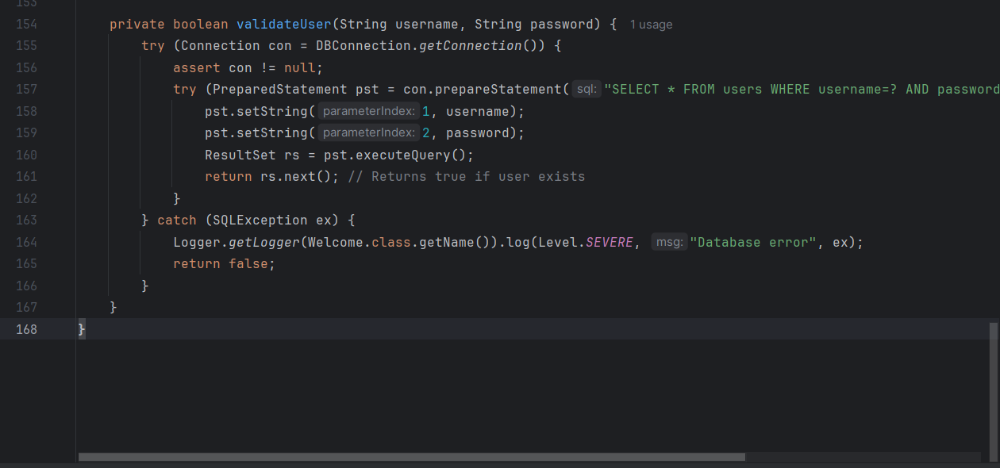 153
154 private boolean validateUser(String username, String password) { 1 usage
155 try (Connection con = DBConnection.getConnection()) {
156 assert con != null;
157 try (PreparedStatement pst = con.prepareStatement( sql: "SELECT * FROM users WHERE username=? AND password
158 pst.setString( parameterIndex: 1, username);
159 pst.setString( parameterIndex: 2, password);
160 ResultSet rs = pst.executeQuery();
161 return rs.next(); // Returns true if user exists
162 }
163 } catch (SQLException ex) {
164 Logger.getLogger(Welcome.class.getName()).log(Level.SEVERE, msg: "Database error", ex);
165 return false;
166 }
167 }
168 }